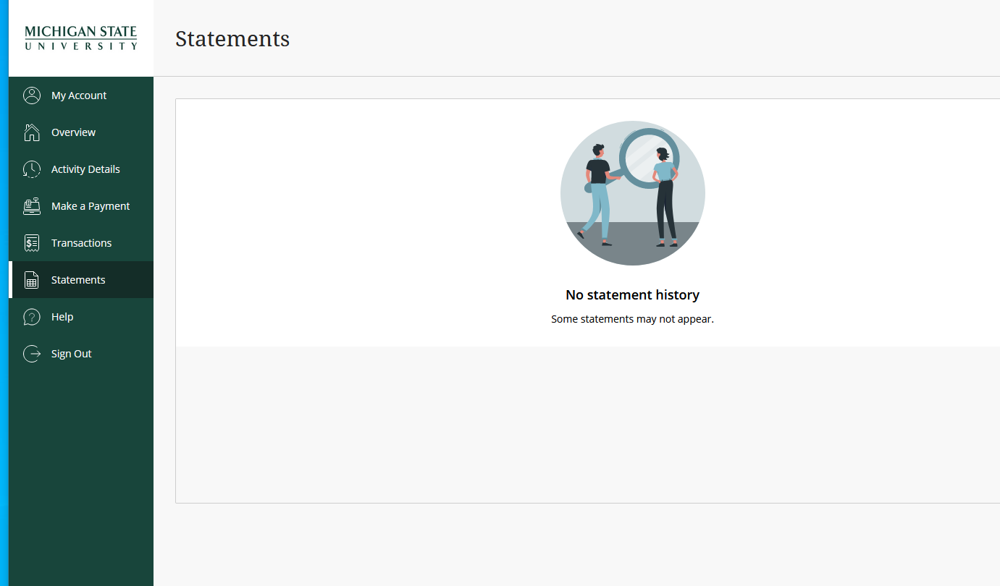 MICHIGAN STATE
UNIVERSITY
Statements
My Account
Overview
Activity Details
Make a Payment
Transactions
Statements
Help
Sign Out
No statement history
Some statements may not appear.